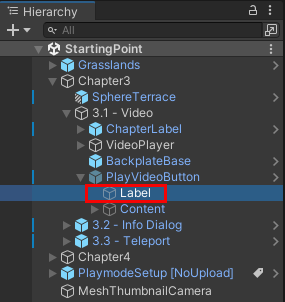 Hierarchy
All
StartingPoint
Grasslands
Chapter3
SphereTerrace
3.1 - Video
ChapterLabel
VideoPlayer
BackplateBase
PlayVideoButton
Label
Content
3.2 - Info Dialog
3.3 - Teleport
Chapter4
PlaymodeSetup [NoUpload]
MeshThumbnailCamera